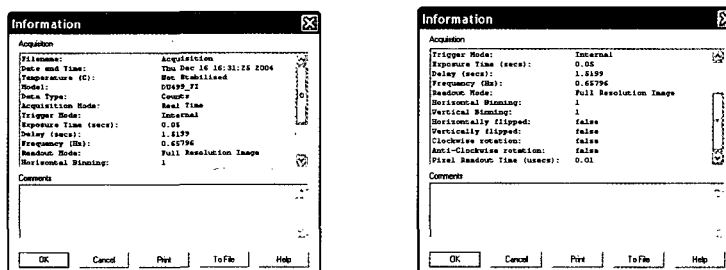 Information
Acquisition
Filename: Acquisition
Date and Time: Thu Dec 16 16:31:25 2004
Temperature (C): Not Stabilised
Model: DU499_FI
Data Type: Counts
Acquisition Mode: Real Time
Trigger Mode: Internal
Exposure Time (secs): 0.05
Delay (secs): 1.5199
Frequency (Hz): 0.65796
Readout Mode: Full Resolution Image
Horizontal Binning: 1
Comments
OK Cancel Print To File Help
Information
Acquisition
Trigger Mode: Internal
Exposure Time (secs): 0.05
Delay (secs): 1.5199
Frequency (Hz): 0.65796
Readout Mode: Full Resolution Image
Horizontal Binning: 1
Vertical Binning: 1
Horizontally flipped: false
Vertically flipped: false
Clockwise rotation: false
Anti-Clockwise rotation: false
Pixel Readout Time (usecs): 0.01
Comments
OK Cancel Print To File Help